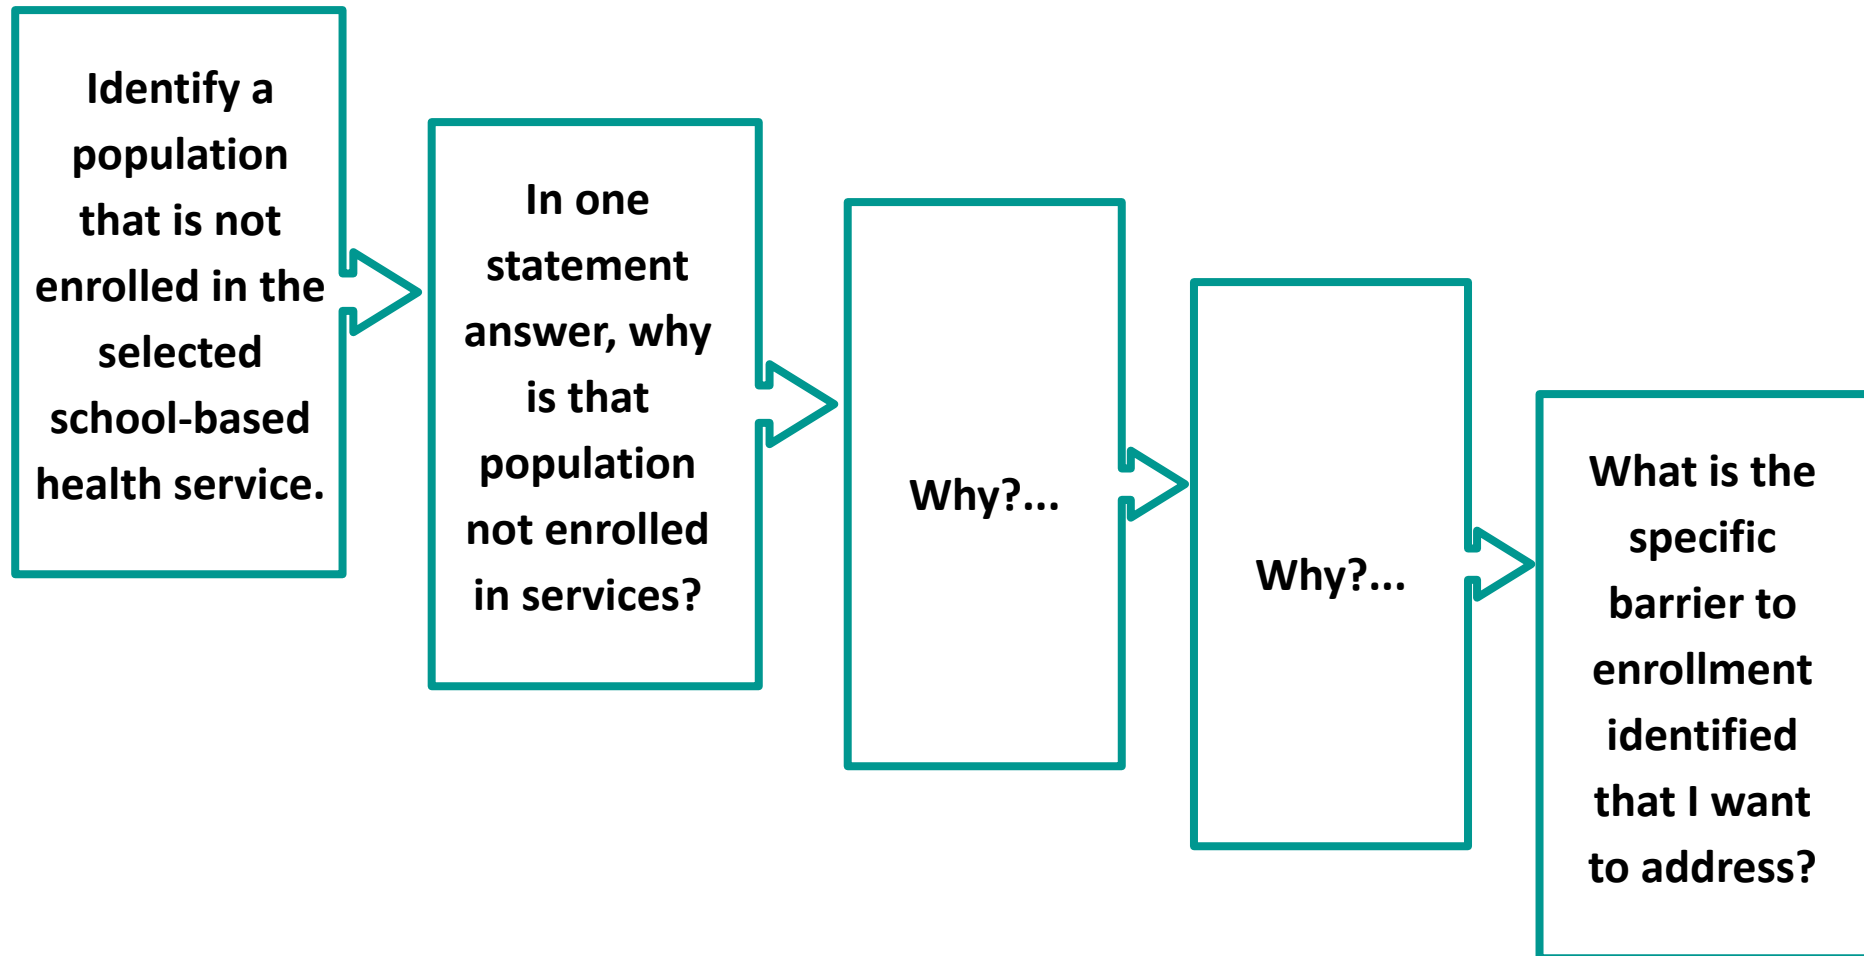 Identify a
population
that is not
enrolled in the
selected
school-based
health service.
In one
statement
answer, why
is that
population
not enrolled
in services?
Why?...
Why?...
What is the
specific
barrier to
enrollment
identified
that I want
to address?